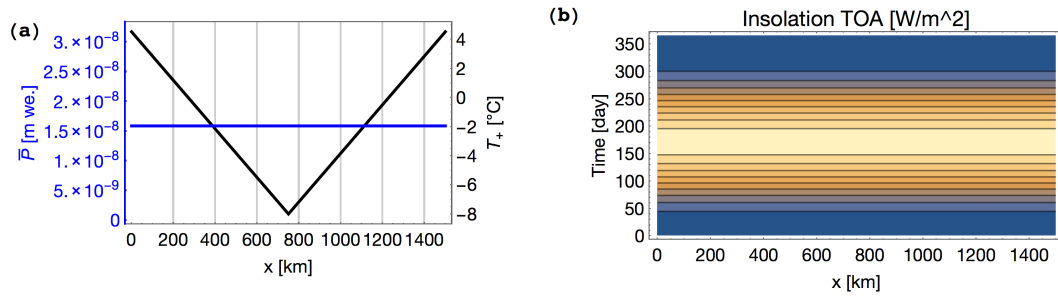 (a)
3.×10⁻⁸
2.5×10⁻⁸
2.×10⁻⁸
1.5×10⁻⁸
1.×10⁻⁸
5.×10⁻⁹
0
P̅ [m we.]
4
2
0
−2
−4
−6
−8
T₊ [°C]
0 200 400 600 800 1000 1200 1400
x [km]
(b)
Insolation TOA [W/m^2]
350
300
250
200
150
100
50
0
Time [day]
0 200 400 600 800 1000 1200 1400
x [km]